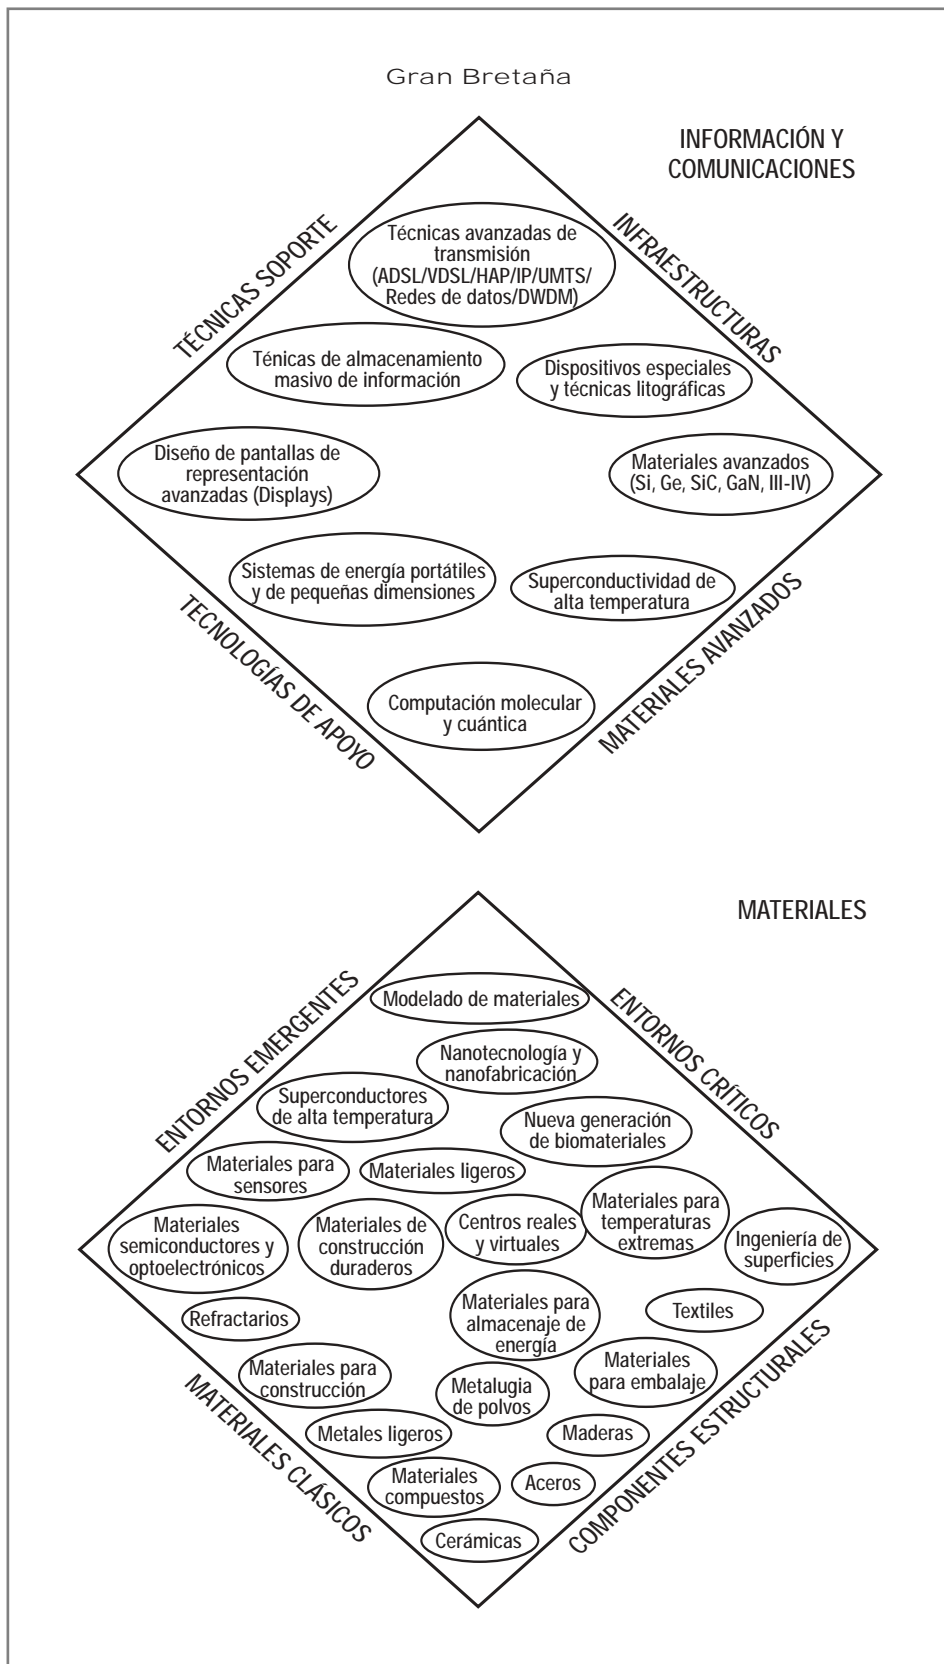 Gran Bretaña
INFORMACIÓN Y
COMUNICACIONES
TÉCNICAS SOPORTE
INFRAESTRUCTURAS
Técnicas avanzadas de
transmisión
(ADSL/VDSL/HAP/IP/UMTS/
Redes de datos/DWDM)
Ténicas de almacenamiento
masivo de información
Dispositivos especiales
y técnicas litográficas
Diseño de pantallas de
representación
avanzadas (Displays)
Materiales avanzados
(Si, Ge, SiC, GaN, III-IV)
Sistemas de energía portátiles
y de pequeñas dimensiones
Superconductividad de
alta temperatura
Computación molecular
y cuántica
TECNOLOGÍAS DE APOYO
MATERIALES AVANZADOS
MATERIALES
ENTORNOS EMERGENTES
ENTORNOS CRÍTICOS
Modelado de materiales
Nanotecnología y
nanofabricación
Superconductores
de alta temperatura
Nueva generación
de biomateriales
Materiales para
sensores
Materiales ligeros
Materiales
semiconductores y
optoelectrónicos
Materiales de
construcción
duraderos
Centros reales
y virtuales
Materiales para
temperaturas
extremas
Ingeniería de
superficies
Refractarios
Materiales para
almacenaje de
energía
Textiles
Materiales para
construcción
Metalugia
de polvos
Materiales
para embalaje
Metales ligeros
Maderas
Materiales
compuestos
Aceros
Cerámicas
MATERIALES CLÁSICOS
COMPONENTES ESTRUCTURALES